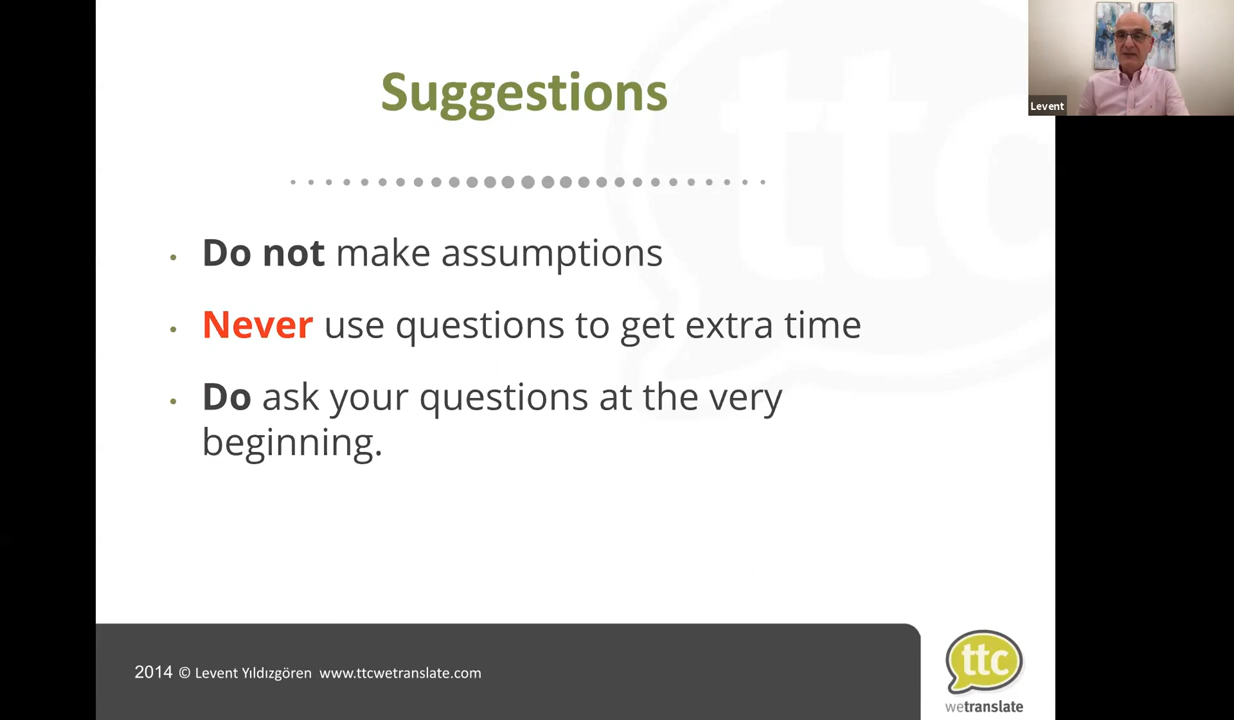 Levent
Suggestions
Do not make assumptions
Never use questions to get extra time
Do ask your questions at the very
beginning.
2014 © Levent Yıldızgören www.ttcwetranslate.com
ttc
wetranslate
ttc